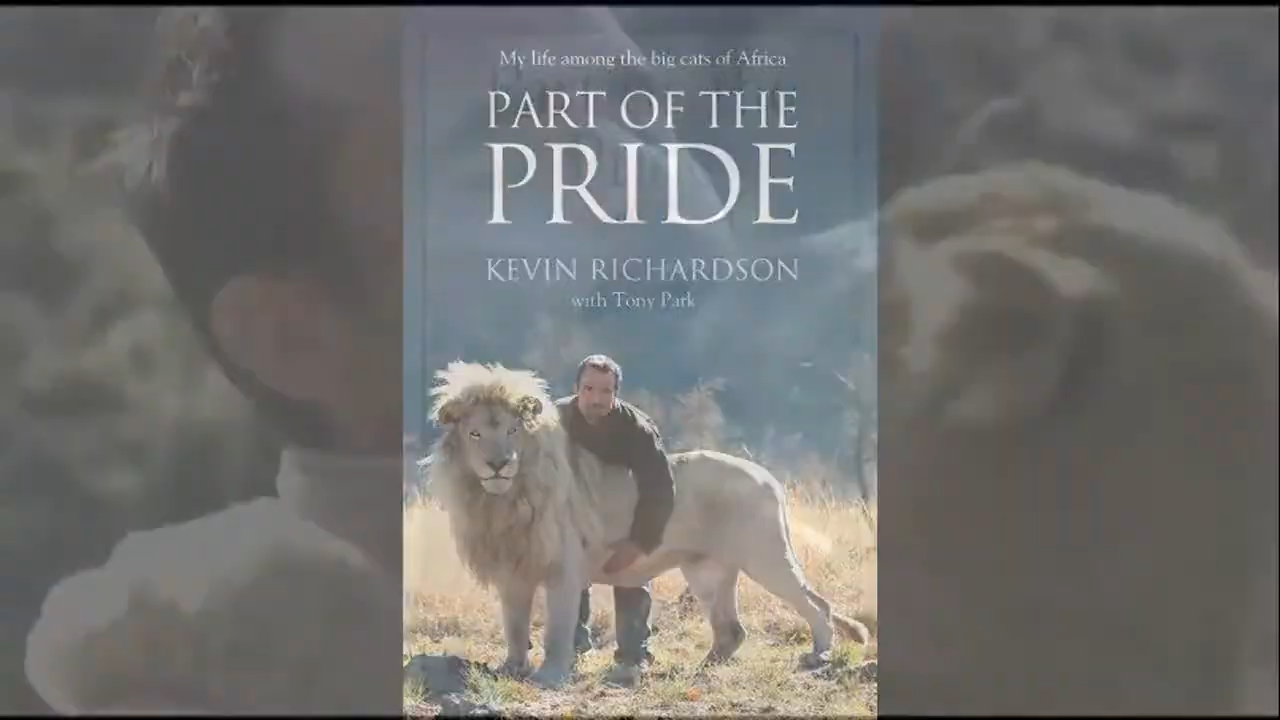 My life among the big cats of Africa
PART OF THE
PRIDE
KEVIN RICHARDSON
with Tony Park